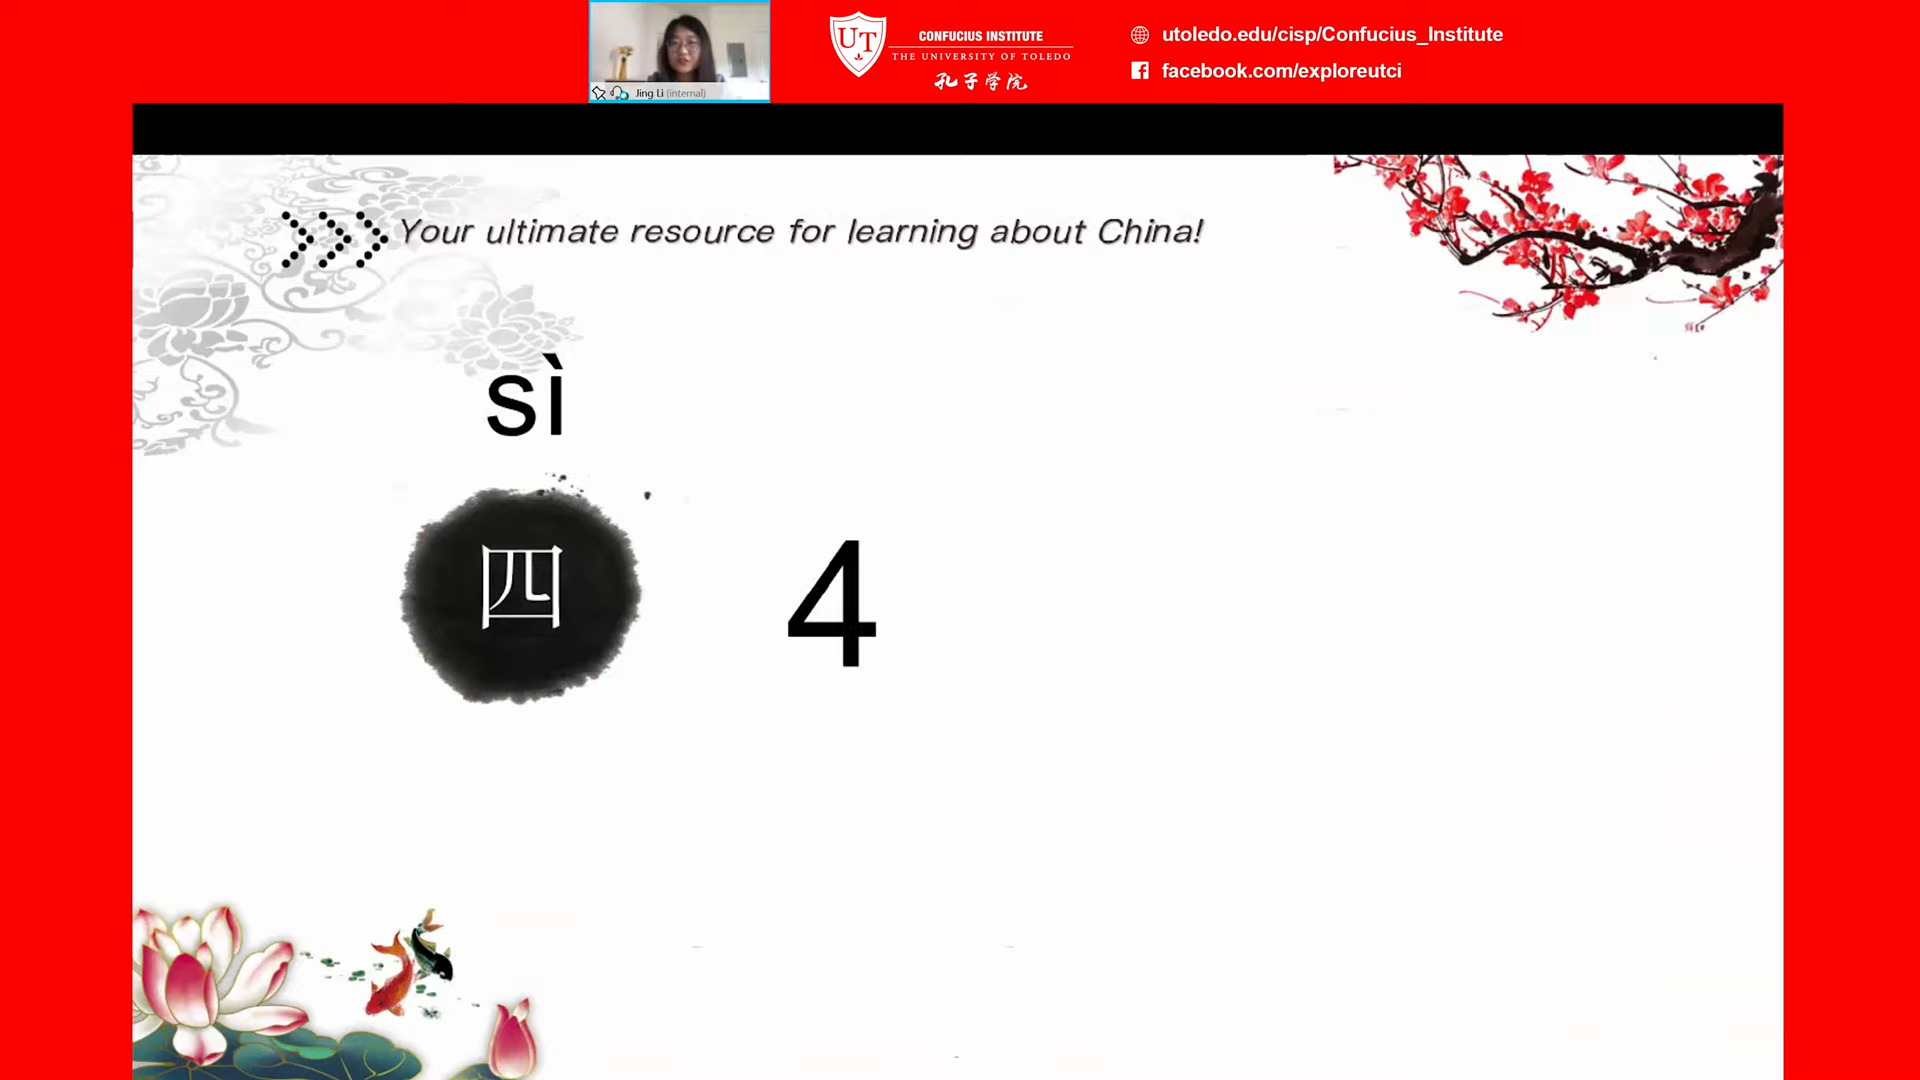 Jing Li (internal)
UT
CONFUCIUS INSTITUTE
THE UNIVERSITY OF TOLEDO
孔子学院
utoledo.edu/cisp/Confucius_Institute
facebook.com/exploreutci
Your ultimate resource for learning about China!
sì
四
4